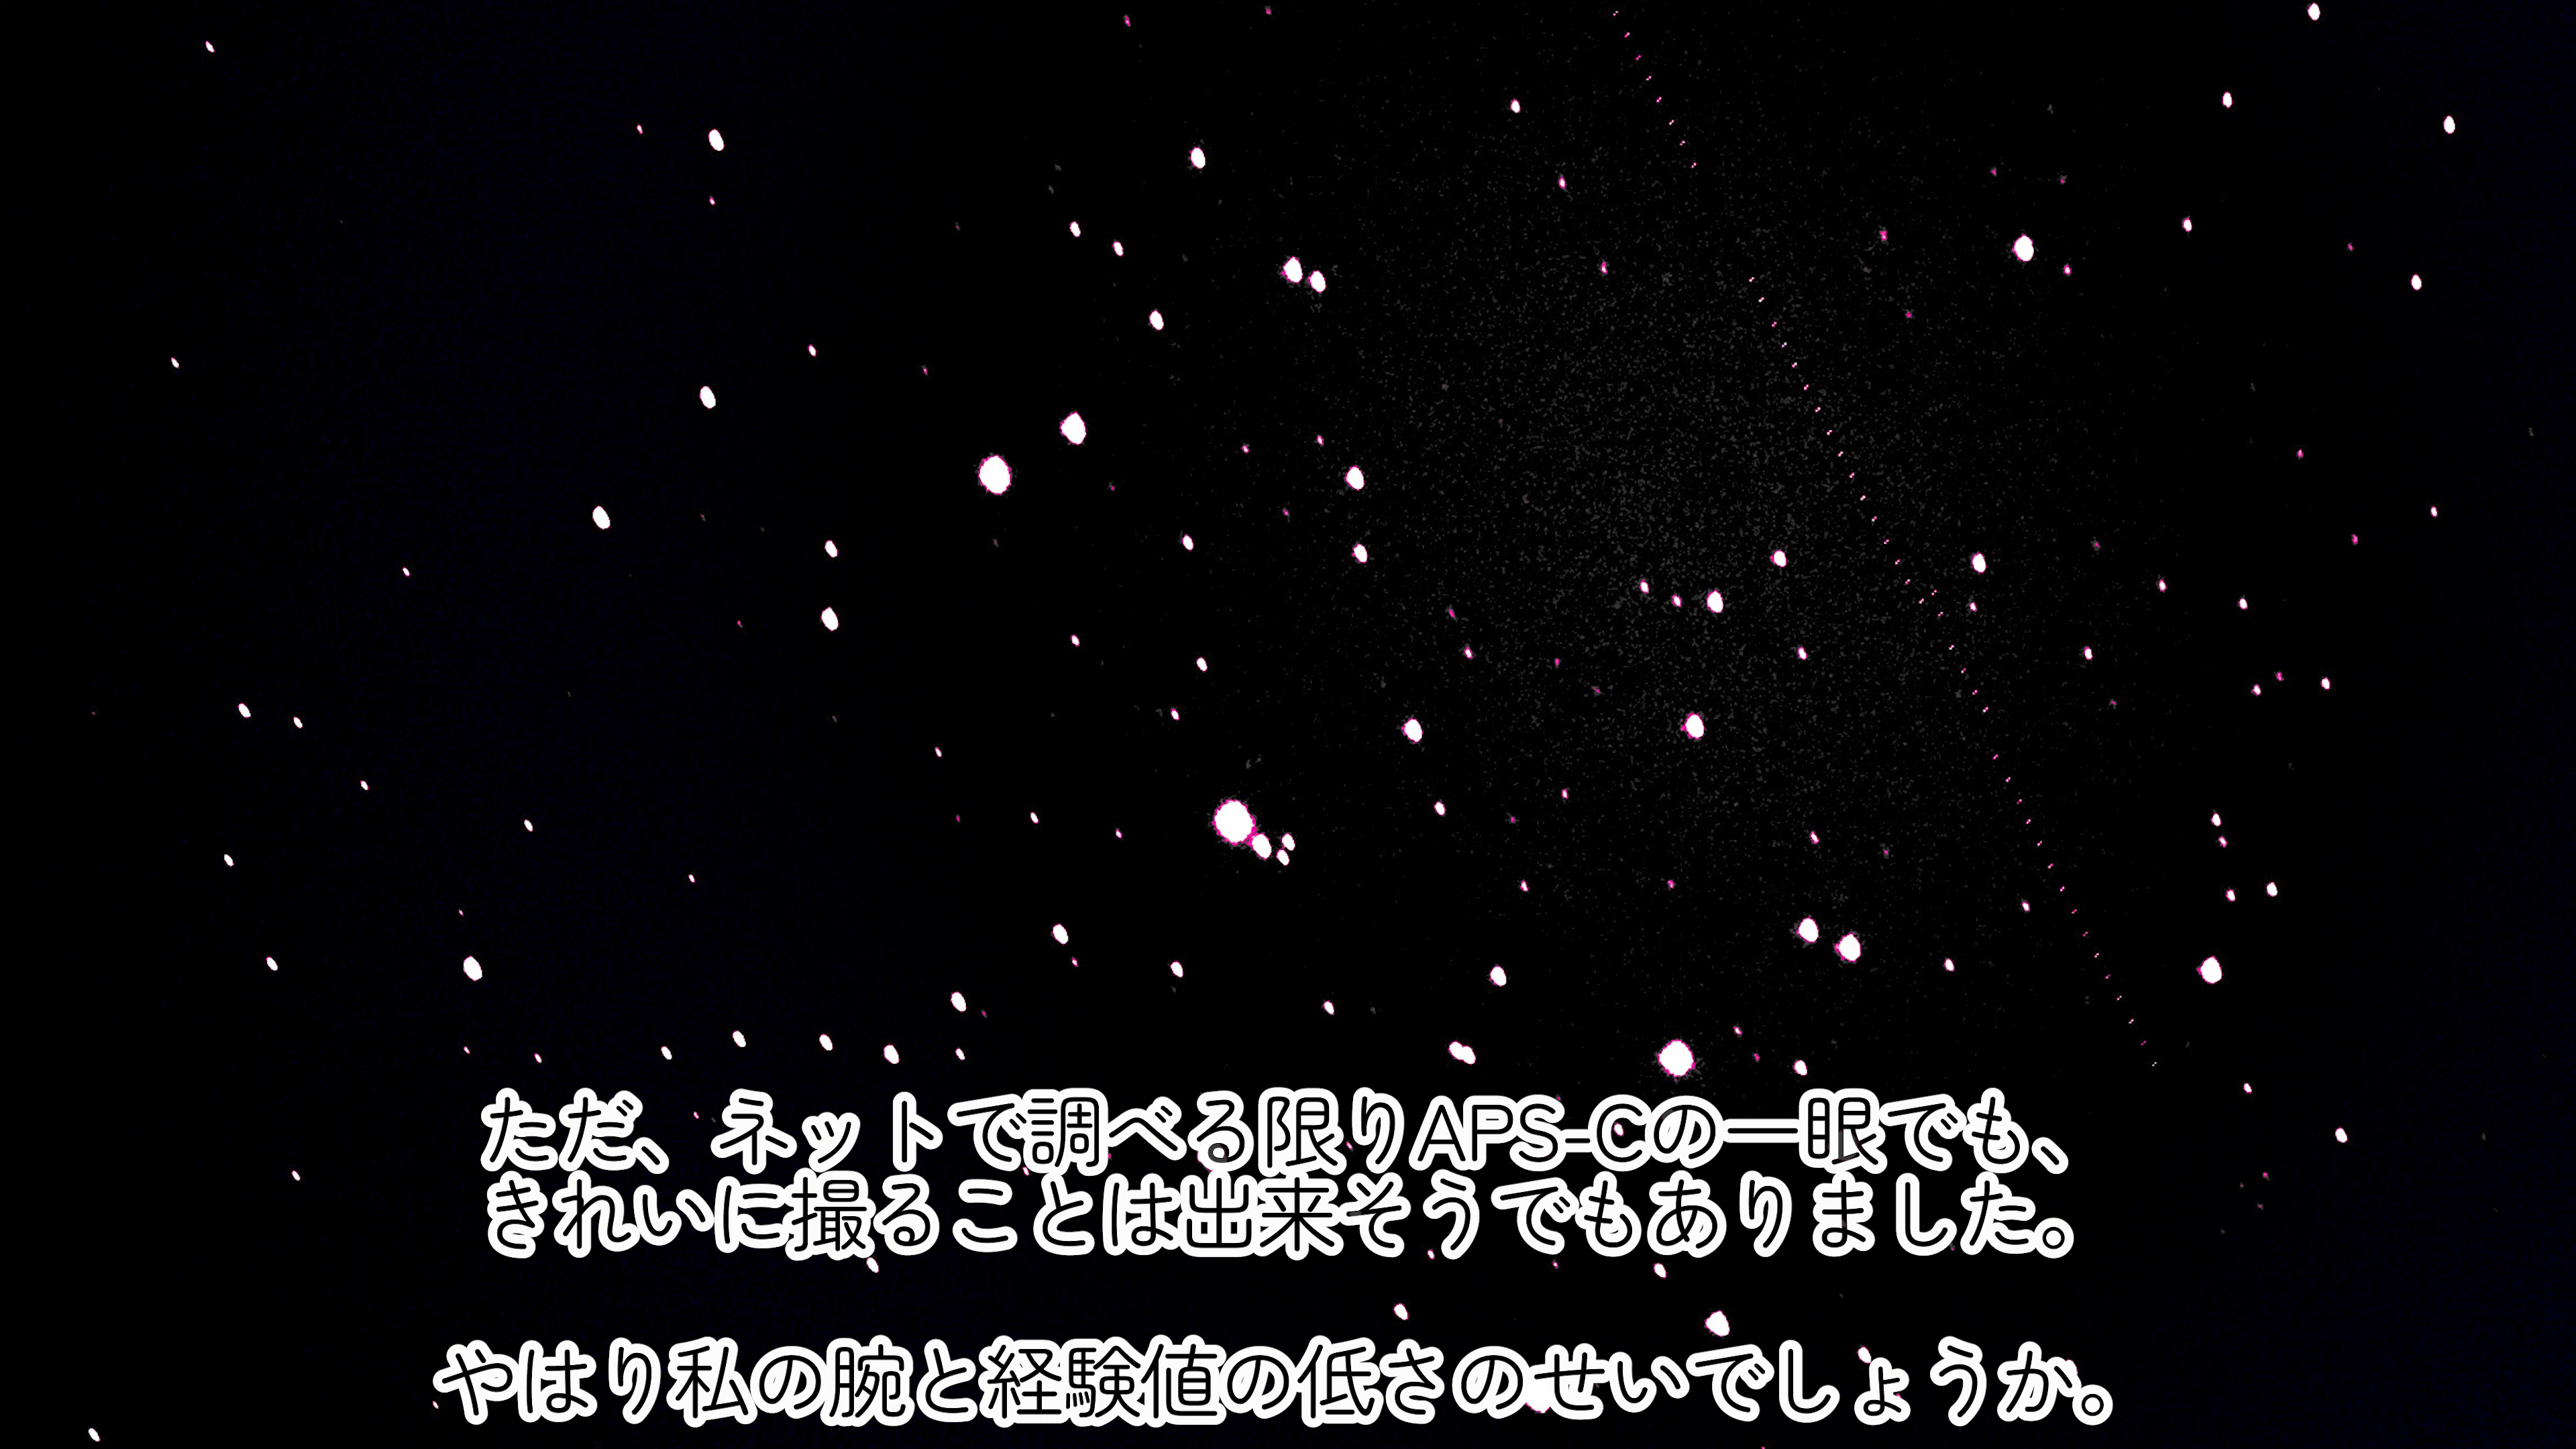 ただ、ネットで調べる限りAPS-Cの一眼でも、
きれいに撮ることは出来そうでもありました。
やはり私の腕と経験値の低さのせいでしょうか。